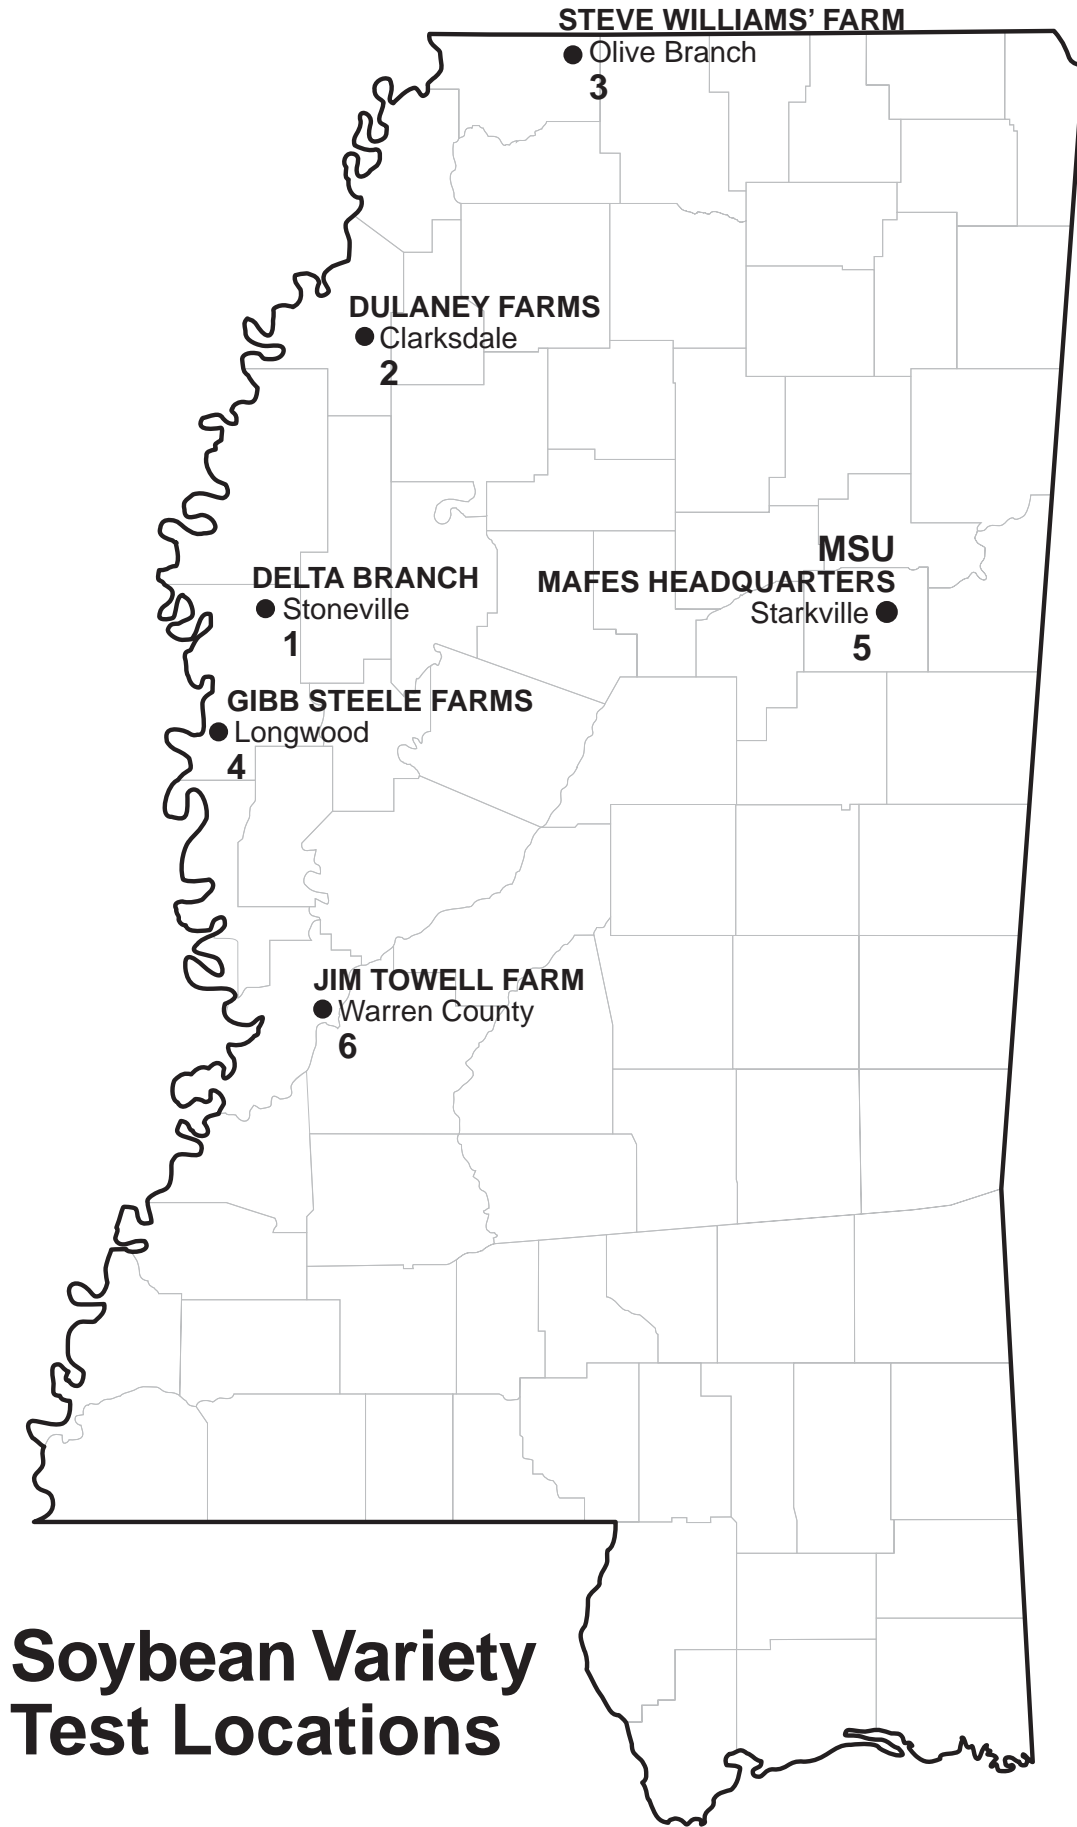 STEVE WILLIAMS’ FARM
Olive Branch
3
DULANEY FARMS
Clarksdale
2
MSU
MAFES HEADQUARTERS
Starkville
5
DELTA BRANCH
Stoneville
1
GIBB STEELE FARMS
Longwood
4
JIM TOWELL FARM
Warren County
6
Soybean Variety
Test Locations